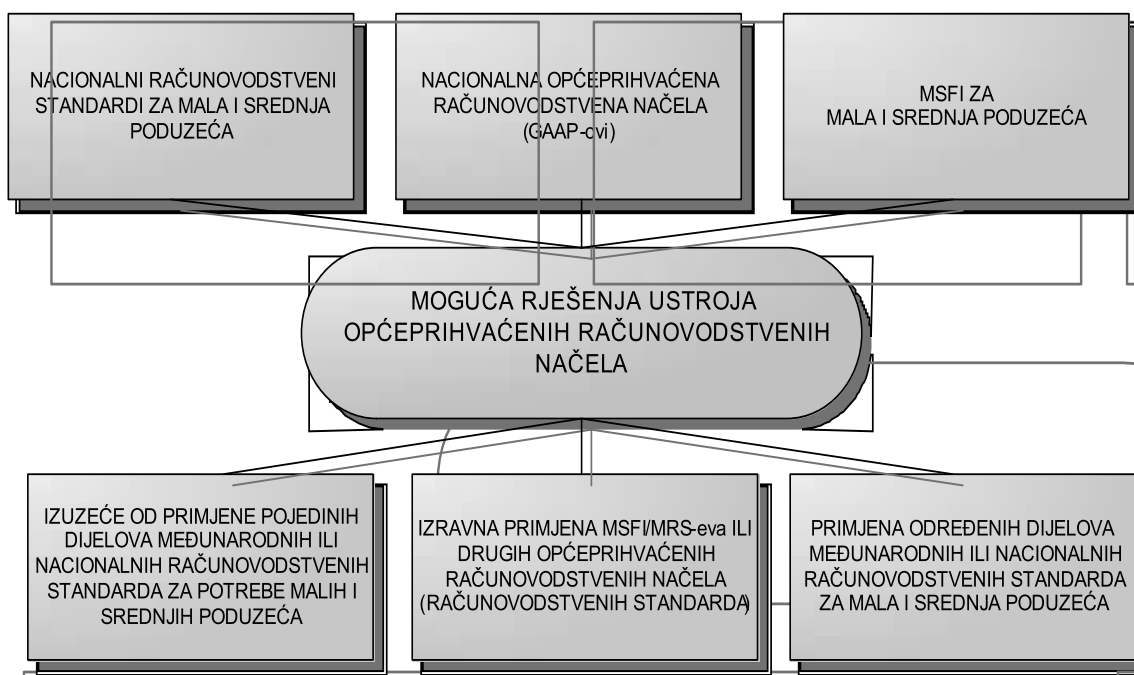 NACIONALNI RAČUNOVODSTVENI
STANDARDI ZA MALA I SREDNJA
PODUZEĆA
NACIONALNA OPĆEPRIHVAĆENA
RAČUNOVODSTVENA NAČELA
(GAAP-ovi)
MSFI ZA
MALA I SREDNJA PODUZEĆA
MOGUĆA RJEŠENJA USTROJA
OPĆEPRIHVAĆENIH RAČUNOVODSTVENIH
NAČELA
IZUZEĆE OD PRIMJENE POJEDINIH
DIJELOVA MEĐUNARODNIH ILI
NACIONALNIH RAČUNOVODSTVENIH
STANDARDA ZA POTREBE MALIH I
SREDNJIH PODUZEĆA
IZRAVNA PRIMJENA MSFI/MRS-eva ILI
DRUGIH OPĆEPRIHVAĆENIH
RAČUNOVODSTVENIH NAČELA
(RAČUNOVODSTVENIH STANDARDA)
PRIMJENA ODREĐENIH DIJELOVA
MEĐUNARODNIH ILI NACIONALNIH
RAČUNOVODSTVENIH STANDARDA
ZA MALA I SREDNJA PODUZEĆA